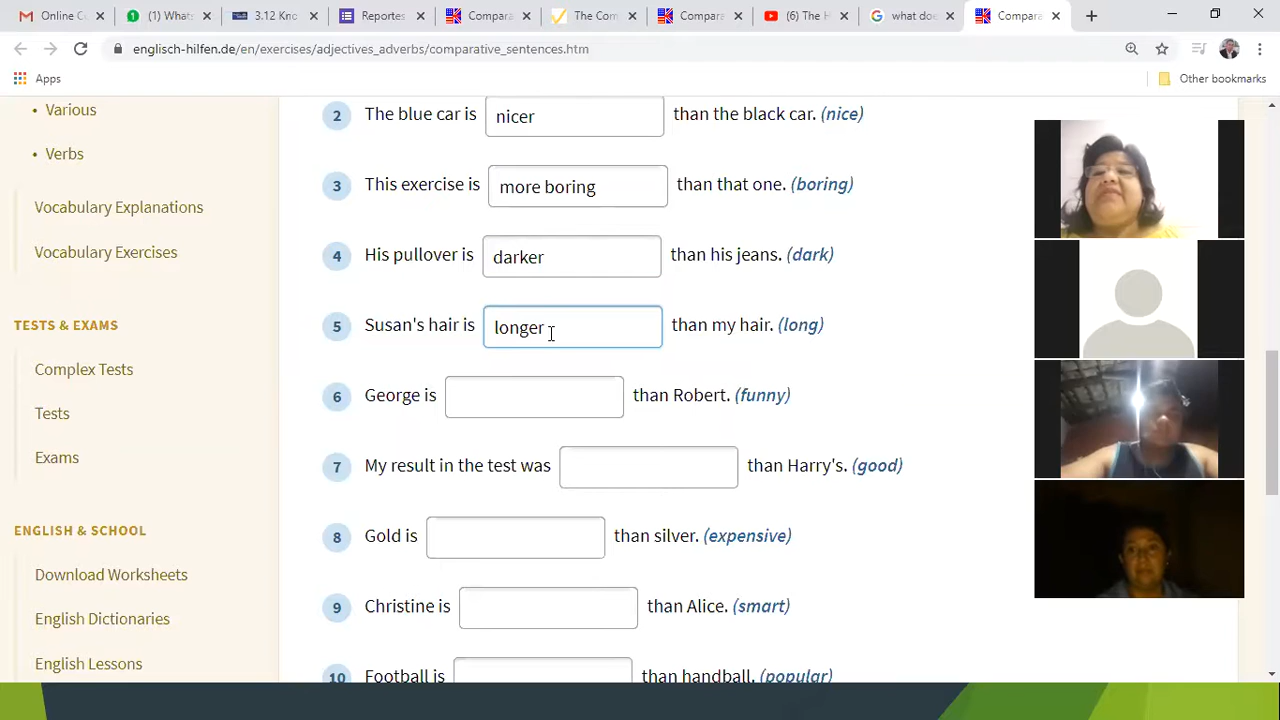 Online C
(1) Whats
3.12 Kno
Reportes
Compara
The Com
Compara
(6) The H
what doe
Compara
englisch-hilfen.de/en/exercises/adjectives_adverbs/comparative_sentences.htm
Apps
Other bookmarks
• Various
• Verbs
Vocabulary Explanations
Vocabulary Exercises
TESTS & EXAMS
Complex Tests
Tests
Exams
ENGLISH & SCHOOL
Download Worksheets
English Dictionaries
English Lessons
2 The blue car is nicer than the black car. (nice)
3 This exercise is more boring than that one. (boring)
4 His pullover is darker than his jeans. (dark)
5 Susan's hair is longer than my hair. (long)
6 George is than Robert. (funny)
7 My result in the test was than Harry's. (good)
8 Gold is than silver. (expensive)
9 Christine is than Alice. (smart)
10 Football is than handball. (popular)